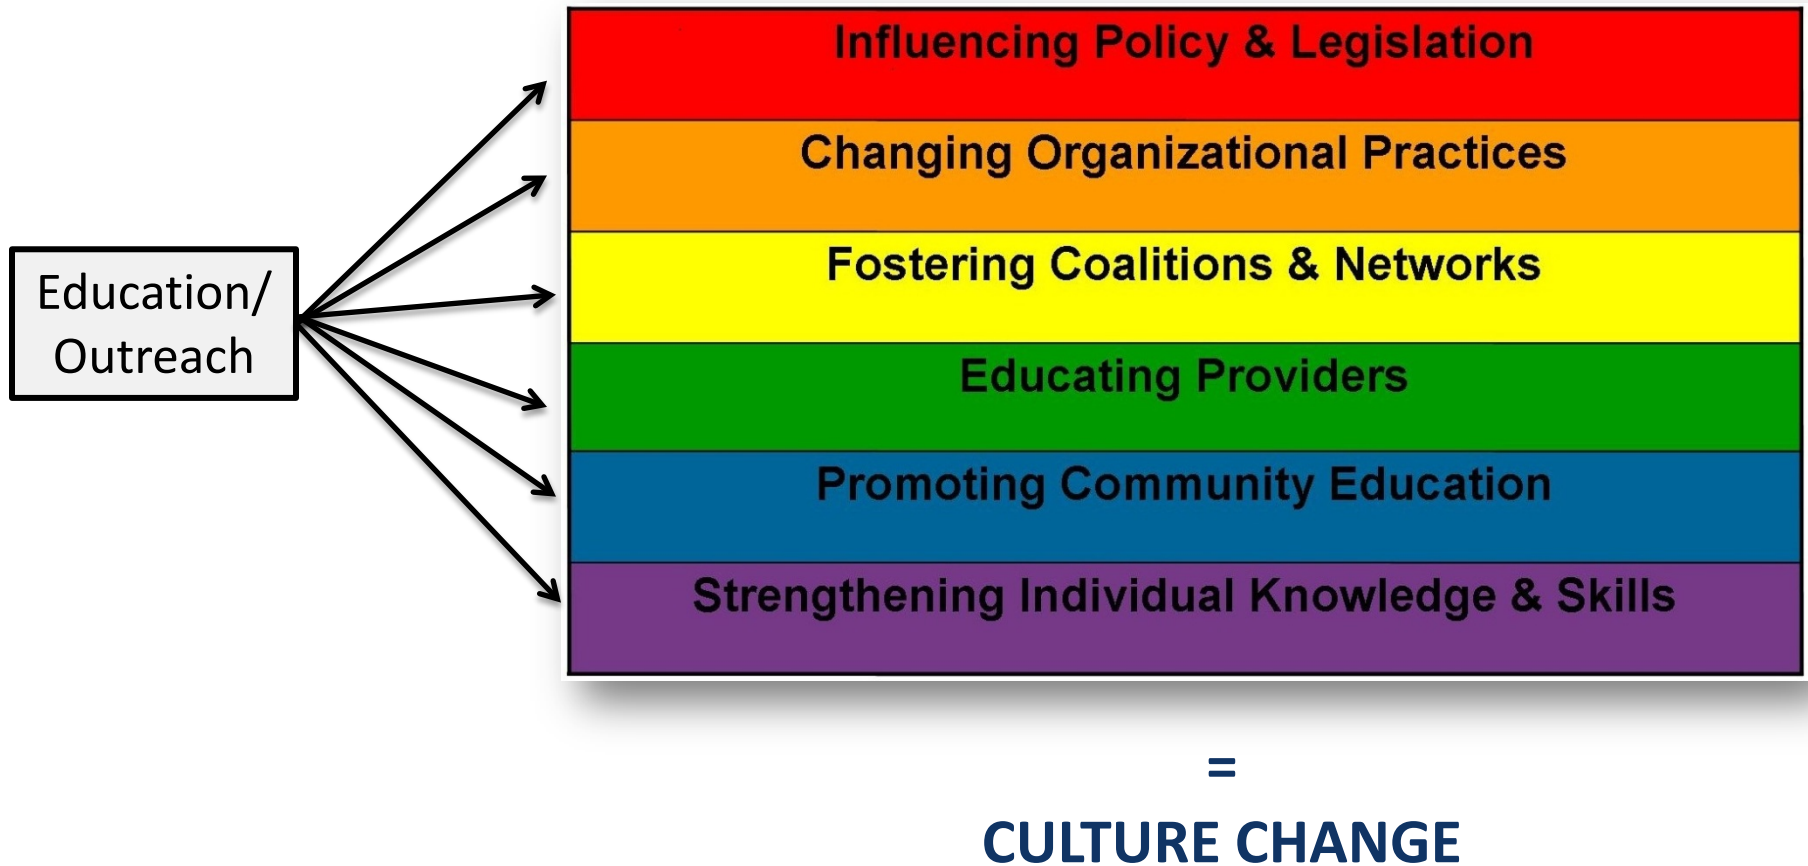 Influencing Policy & Legislation
Changing Organizational Practices
Fostering Coalitions & Networks
Education/
Outreach
Educating Providers
Promoting Community Education
Strengthening Individual Knowledge & Skills
=
CULTURE CHANGE